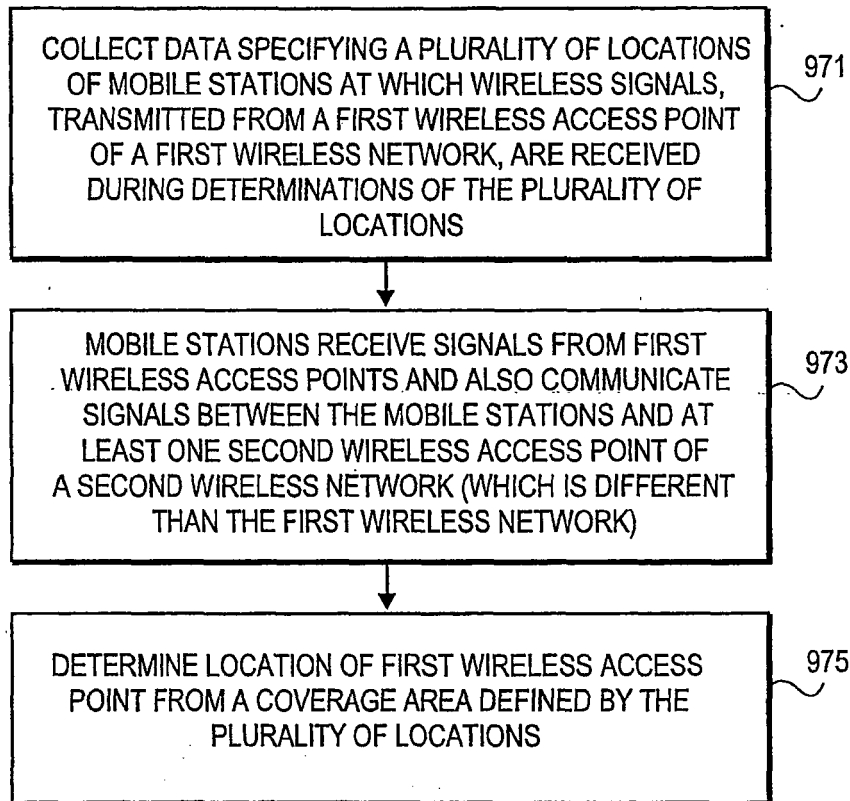 COLLECT DATA SPECIFYING A PLURALITY OF LOCATIONS
OF MOBILE STATIONS AT WHICH WIRELESS SIGNALS,
TRANSMITTED FROM A FIRST WIRELESS ACCESS POINT
OF A FIRST WIRELESS NETWORK, ARE RECEIVED
DURING DETERMINATIONS OF THE PLURALITY OF
LOCATIONS
971
MOBILE STATIONS RECEIVE SIGNALS FROM FIRST
WIRELESS ACCESS POINTS AND ALSO COMMUNICATE
SIGNALS BETWEEN THE MOBILE STATIONS AND AT
LEAST ONE SECOND WIRELESS ACCESS POINT OF
A SECOND WIRELESS NETWORK (WHICH IS DIFFERENT
THAN THE FIRST WIRELESS NETWORK)
973
DETERMINE LOCATION OF FIRST WIRELESS ACCESS
POINT FROM A COVERAGE AREA DEFINED BY THE
PLURALITY OF LOCATIONS
975